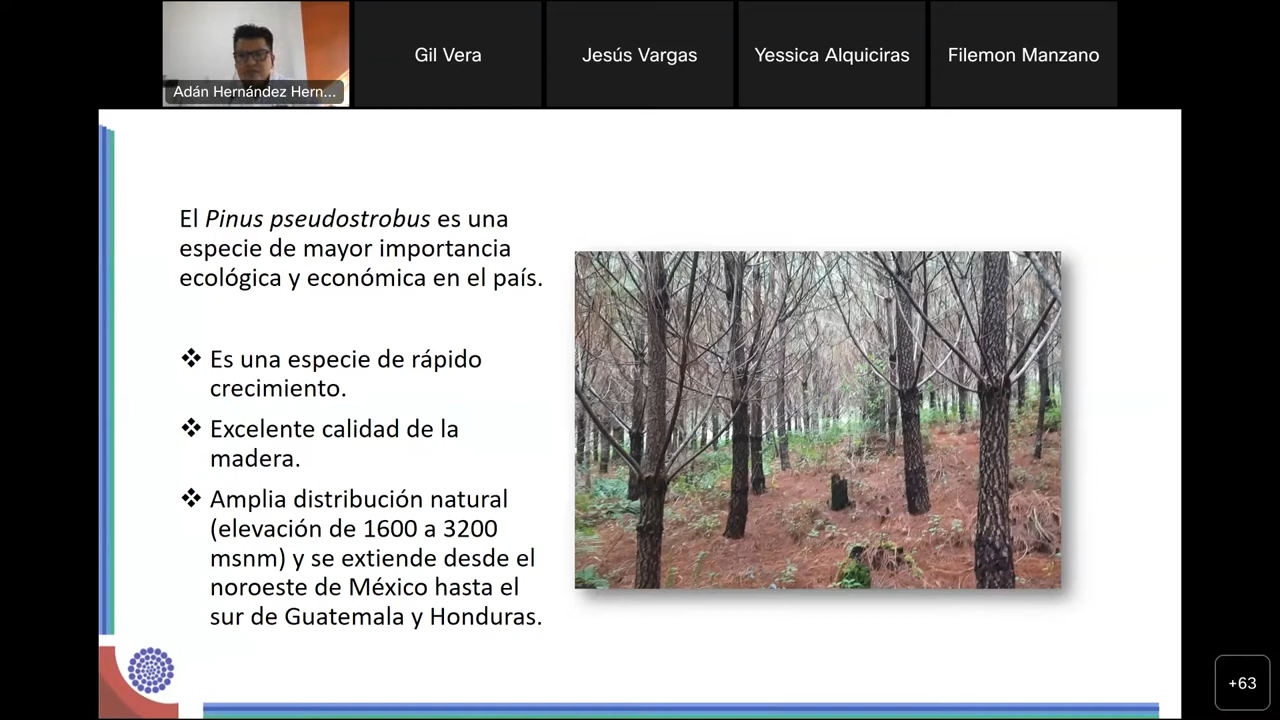 Adán Hernández Hern...
Gil Vera
Jesús Vargas
Yessica Alquiciras
Filemon Manzano
El Pinus pseudostrobus es una
especie de mayor importancia
ecológica y económica en el país.
❖ Es una especie de rápido
crecimiento.
❖ Excelente calidad de la
madera.
❖ Amplia distribución natural
(elevación de 1600 a 3200
msnm) y se extiende desde el
noroeste de México hasta el
sur de Guatemala y Honduras.
+63